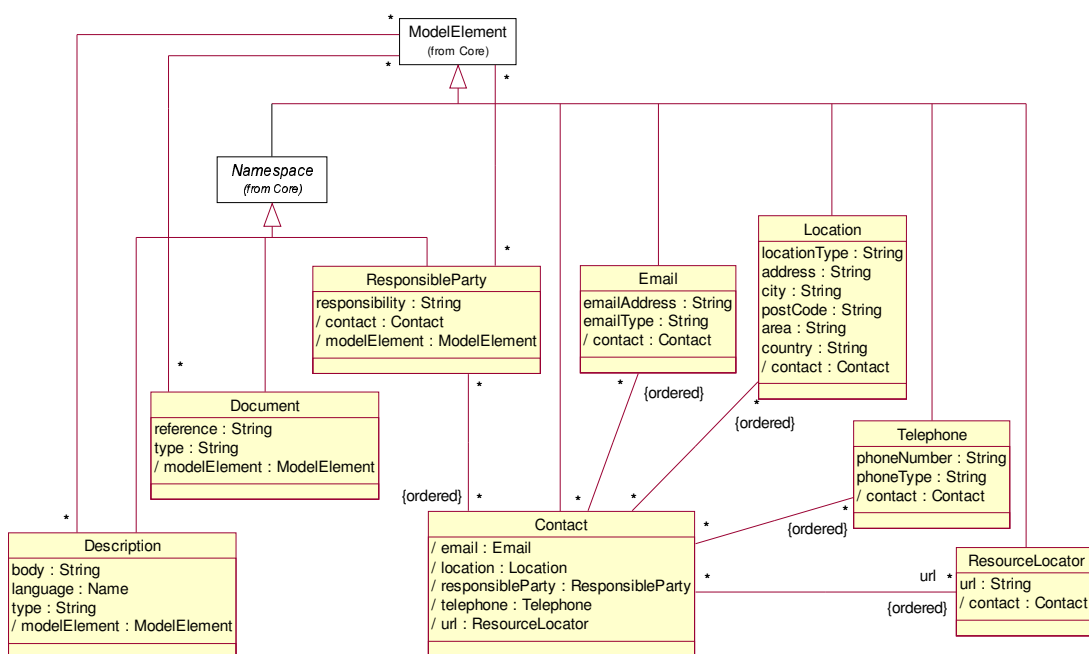 *
ModelElement
(from Core)
*
*
Namespace
(from Core)
*
ResponsibleParty
responsibility : String
/ contact : Contact
/ modelElement : ModelElement
*
Email
emailAddress : String
emailType : String
/ contact : Contact
*
{ordered}
Location
locationType : String
address : String
city : String
postCode : String
area : String
country : String
/ contact : Contact
*
{ordered}
*
Document
reference : String
type : String
/ modelElement : ModelElement
Telephone
phoneNumber : String
phoneType : String
/ contact : Contact
*
{ordered}
{ordered}
*
*
*
*
*
Description
body : String
language : Name
type : String
/ modelElement : ModelElement
Contact
/ email : Email
/ location : Location
/ responsibleParty : ResponsibleParty
/ telephone : Telephone
/ url : ResourceLocator
*
url
*
{ordered}
ResourceLocator
url : String
/ contact : Contact